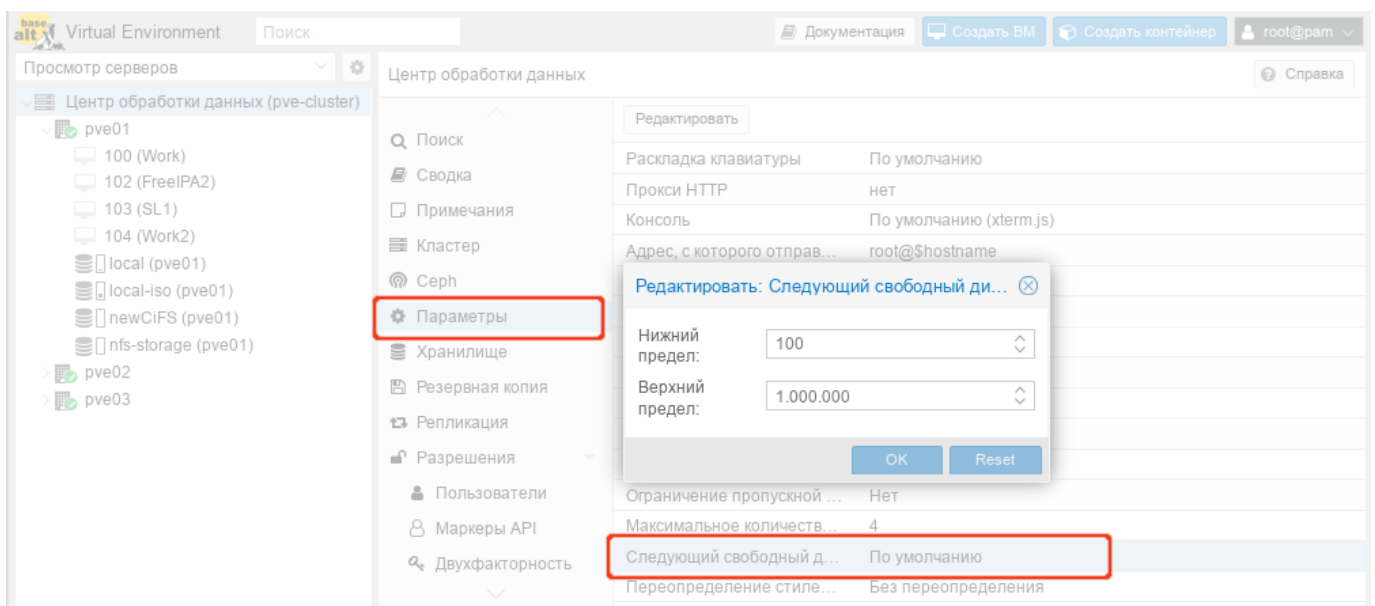 base
alt Virtual Environment Поиск Документация Создать ВМ Создать контейнер root@pam
Просмотр серверов
Центр обработки данных (pve-cluster)
pve01
100 (Work)
102 (FreeIPA2)
103 (SL1)
104 (Work2)
local (pve01)
local-iso (pve01)
newCiFS (pve01)
nfs-storage (pve01)
pve02
pve03
Центр обработки данных Справка
Поиск
Сводка
Примечания
Кластер
Ceph
Параметры
Хранилище
Резервная копия
Репликация
Разрешения
Пользователи
Маркеры API
Двухфакторность
Редактировать
Раскладка клавиатуры По умолчанию
Прокси HTTP нет
Консоль По умолчанию (xterm.js)
Адрес, с которого отправ... root@$hostname
Редактировать: Следующий свободный ди...
Нижний
предел: 100
Верхний
предел: 1.000.000
OK Reset
Ограничение пропускной ... Нет
Максимальное количеств... 4
Следующий свободный д... По умолчанию
Переопределение стиле... Без переопределения